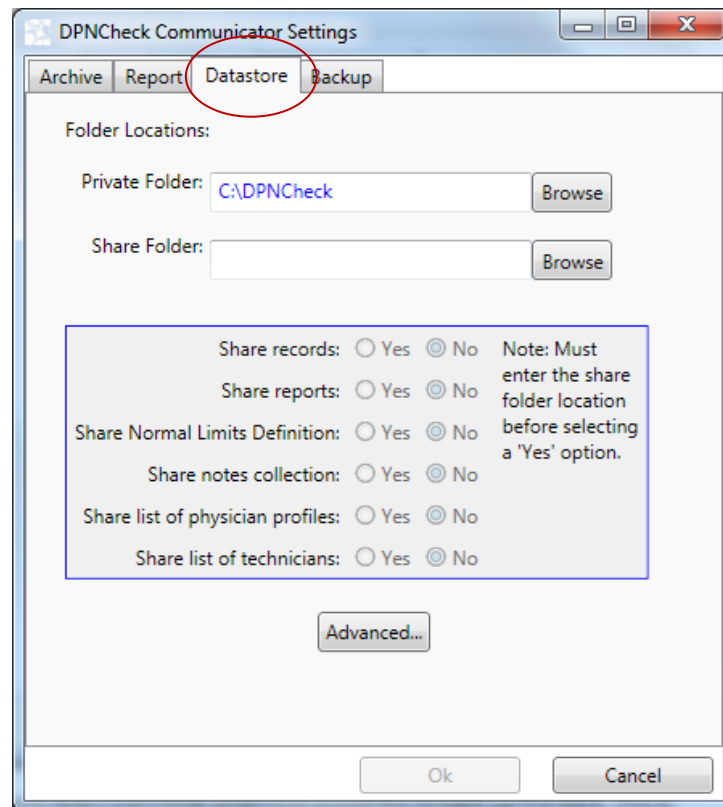 DPNCheck Communicator Settings
Archive Report Datastore Backup
Folder Locations:
Private Folder: C:\DPNCheck Browse
Share Folder: Browse
Share records: Yes No
Share reports: Yes No
Share Normal Limits Definition: Yes No
Share notes collection: Yes No
Share list of physician profiles: Yes No
Share list of technicians: Yes No
Note: Must
enter the share
folder location
before selecting
a 'Yes' option.
Advanced...
Ok Cancel